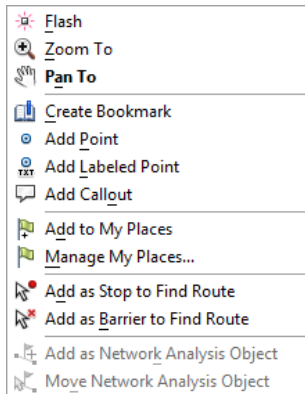 Flash
Zoom To
Pan To
Create Bookmark
Add Point
TXT Add Labeled Point
Add Callout
Add to My Places
Manage My Places...
Add as Stop to Find Route
Add as Barrier to Find Route
Add as Network Analysis Object
Move Network Analysis Object